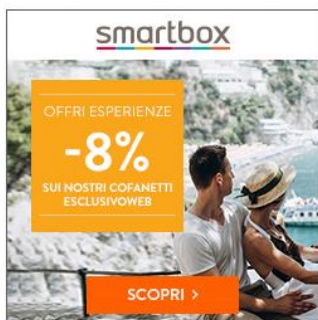 smartbox
OFFRI ESPERIENZE
-8%
SUI NOSTRI COFANETTI
ESCLUSIVOWEB
SCOPRI >